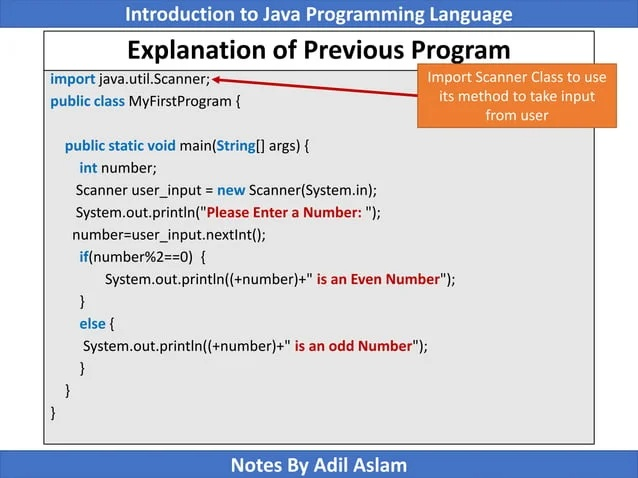 Introduction to Java Programming Language
Explanation of Previous Program
import java.util.Scanner;
Import Scanner Class to use
its method to take input
from user
public class MyFirstProgram {
public static void main(String[] args) {
int number;
Scanner user_input = new Scanner(System.in);
System.out.println("Please Enter a Number: ");
number=user_input.nextInt();
if(number%2==0) {
System.out.println((+number)+" is an Even Number");
}
else {
System.out.println((+number)+" is an odd Number");
}
}
}
Notes By Adil Aslam